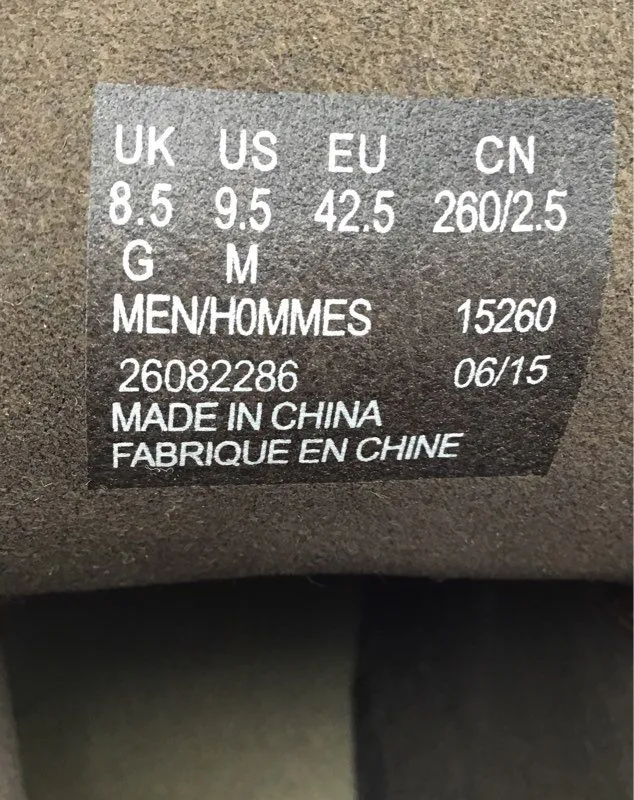 UK US EU CN
8.5 9.5 42.5 260/2.5
G M
MEN/HOMMES 15260
26082286 06/15
MADE IN CHINA
FABRIQUE EN CHINE